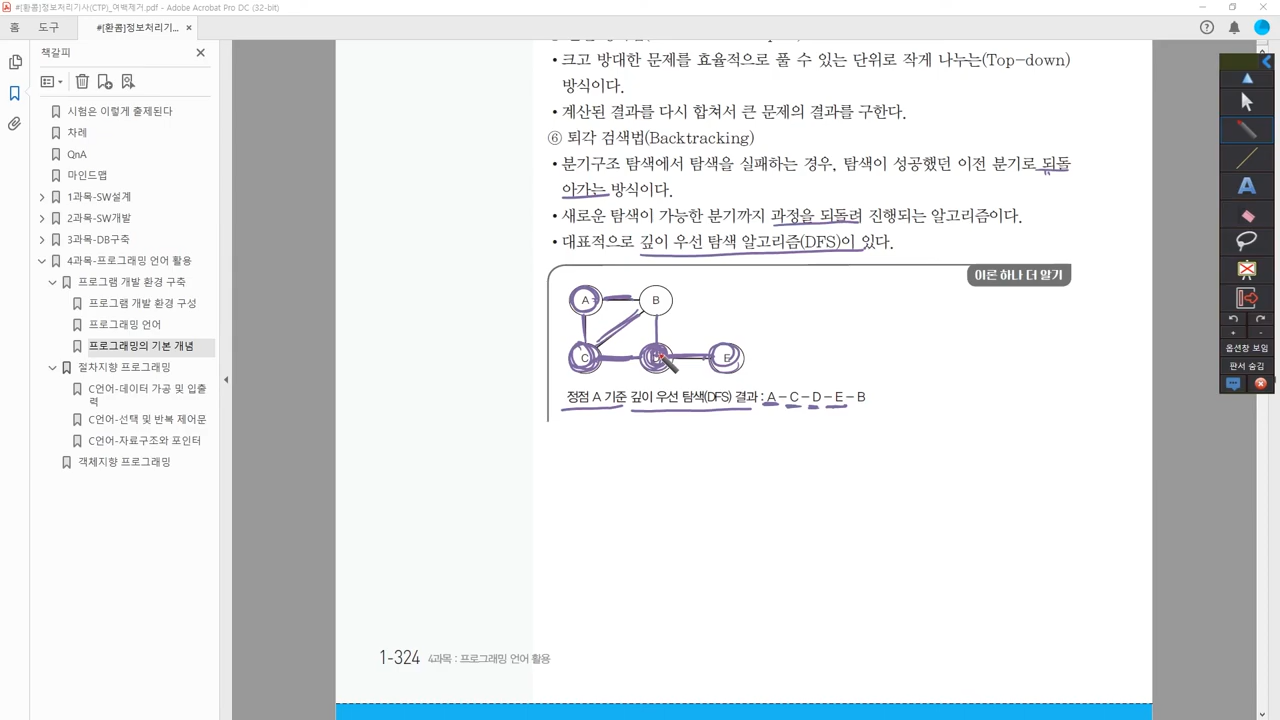 #[환콤]정보처리기사(CTP)_여백제거.pdf - Adobe Acrobat Pro DC (32-bit)
홈 도구 #[환콤]정보처리기... ×
책갈피
시험은 이렇게 출제된다
차례
QnA
마인드맵
1과목-SW설계
2과목-SW개발
3과목-DB구축
4과목-프로그래밍 언어 활용
프로그램 개발 환경 구축
프로그램 개발 환경 구성
프로그래밍 언어
프로그래밍의 기본 개념
절차지향 프로그래밍
C언어-데이터 가공 및 입출
력
C언어-선택 및 반복 제어문
C언어-자료구조와 포인터
객체지향 프로그래밍
• 크고 방대한 문제를 효율적으로 풀 수 있는 단위로 작게 나누는(Top-down)
방식이다.
• 계산된 결과를 다시 합쳐서 큰 문제의 결과를 구한다.
⑥ 퇴각 검색법(Backtracking)
• 분기구조 탐색에서 탐색을 실패하는 경우, 탐색이 성공했던 이전 분기로 되돌
아가는 방식이다.
• 새로운 탐색이 가능한 분기까지 과정을 되돌려 진행되는 알고리즘이다.
• 대표적으로 깊이 우선 탐색 알고리즘(DFS)이 있다.
이론 하나 더 알기
A B
C E
정점 A 기준 깊이 우선 탐색(DFS) 결과 : A – C – D – E – B
1-324 4과목 : 프로그래밍 언어 활용
A
옵션창 보임
판서 숨김